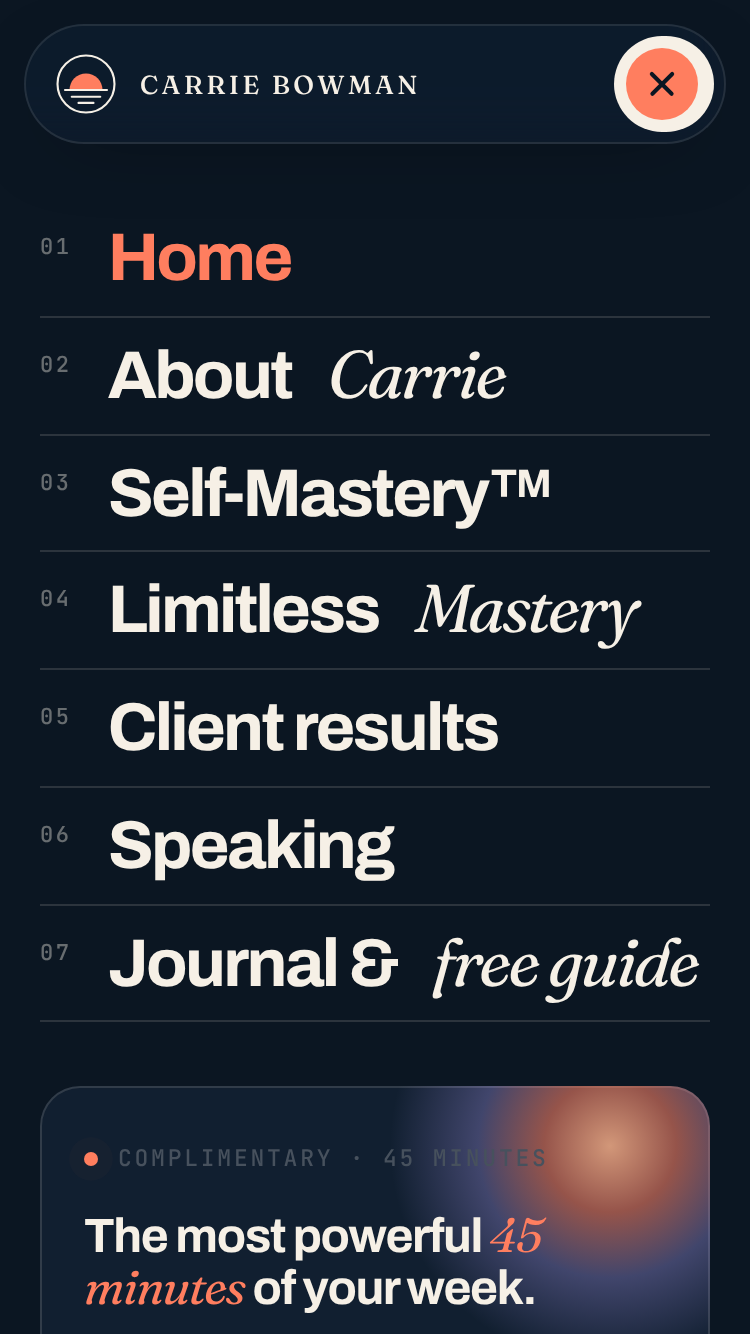 CARRIE BOWMAN
01 Home
02 About Carrie
03 Self-Mastery™
04 Limitless Mastery
05 Client results
06 Speaking
07 Journal & free guide
COMPLIMENTARY · 45 MINUTES
The most powerful 45
minutes of your week.